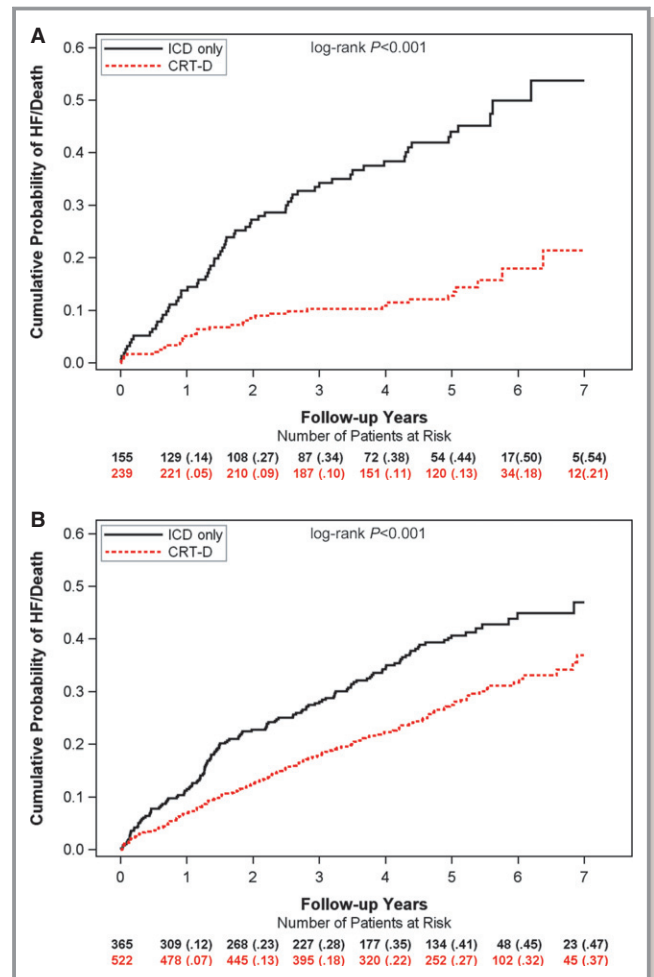 A
ICD only
CRT-D
log-rank P<0.001
Cumulative Probability of HF/Death
0.6
0.5
0.4
0.3
0.2
0.1
0.0
0 1 2 3 4 5 6 7
Follow-up Years
Number of Patients at Risk
155 129 (.14) 108 (.27) 87 (.34) 72 (.38) 54 (.44) 17(.50) 5(.54)
239 221 (.05) 210 (.09) 187 (.10) 151 (.11) 120 (.13) 34(.18) 12(.21)
B
ICD only
CRT-D
log-rank P<0.001
Cumulative Probability of HF/Death
0.6
0.5
0.4
0.3
0.2
0.1
0.0
0 1 2 3 4 5 6 7
Follow-up Years
Number of Patients at Risk
365 309 (.12) 268 (.23) 227 (.28) 177 (.35) 134 (.41) 48 (.45) 23 (.47)
522 478 (.07) 445 (.13) 395 (.18) 320 (.22) 252 (.27) 102 (.32) 45 (.37)